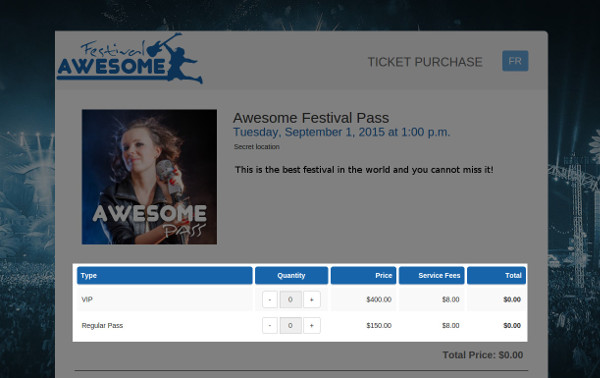 Festival
AWESOME
TICKET PURCHASE
FR
Awesome Festival Pass
Tuesday, September 1, 2015 at 1:00 p.m.
Secret location
This is the best festival in the world and you cannot miss it!
AWESOME
PASS
Type Quantity Price Service Fees Total
VIP - 0 + $400.00 $8.00 $0.00
Regular Pass - 0 + $150.00 $8.00 $0.00
Total Price: $0.00